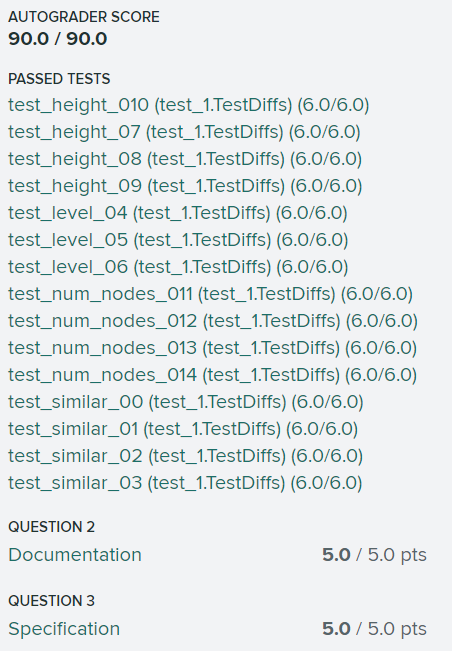 AUTOGRADER SCORE
90.0 / 90.0
PASSED TESTS
test_height_010 (test_1.TestDiffs) (6.0/6.0)
test_height_07 (test_1.TestDiffs) (6.0/6.0)
test_height_08 (test_1.TestDiffs) (6.0/6.0)
test_height_09 (test_1.TestDiffs) (6.0/6.0)
test_level_04 (test_1.TestDiffs) (6.0/6.0)
test_level_05 (test_1.TestDiffs) (6.0/6.0)
test_level_06 (test_1.TestDiffs) (6.0/6.0)
test_num_nodes_011 (test_1.TestDiffs) (6.0/6.0)
test_num_nodes_012 (test_1.TestDiffs) (6.0/6.0)
test_num_nodes_013 (test_1.TestDiffs) (6.0/6.0)
test_num_nodes_014 (test_1.TestDiffs) (6.0/6.0)
test_similar_00 (test_1.TestDiffs) (6.0/6.0)
test_similar_01 (test_1.TestDiffs) (6.0/6.0)
test_similar_02 (test_1.TestDiffs) (6.0/6.0)
test_similar_03 (test_1.TestDiffs) (6.0/6.0)
QUESTION 2
Documentation 5.0 / 5.0 pts
QUESTION 3
Specification 5.0 / 5.0 pts